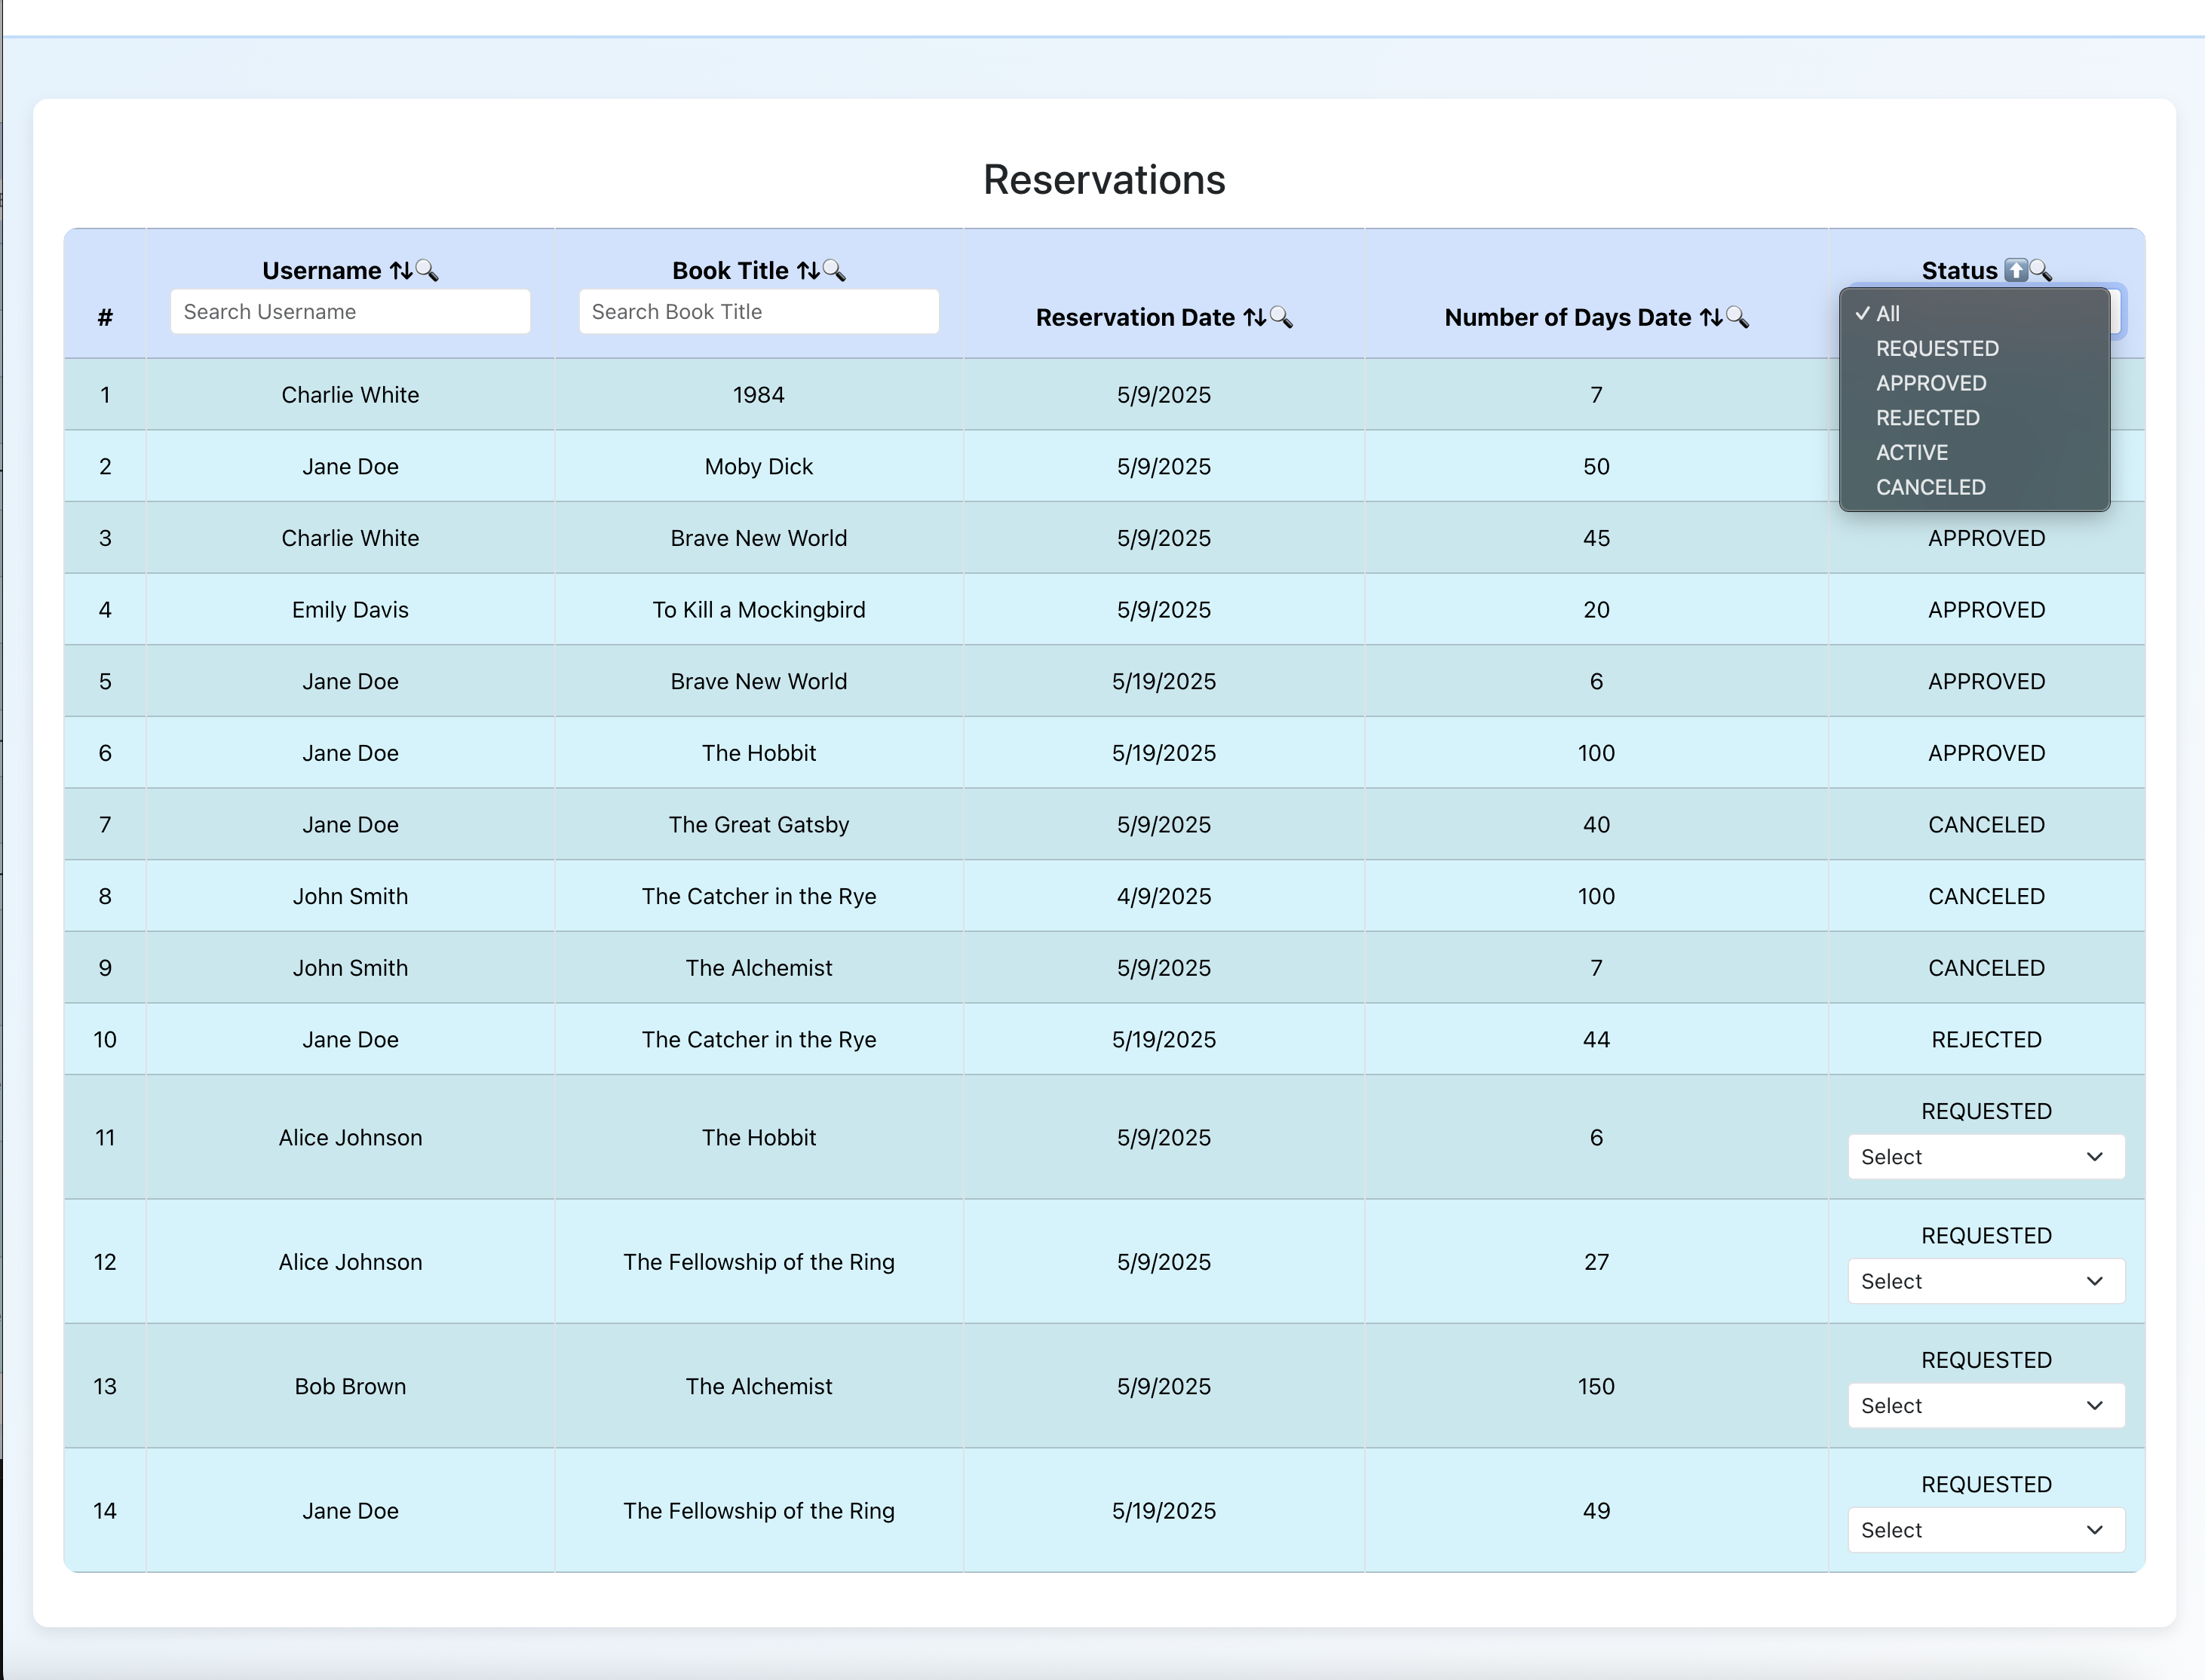 Reservations
# Username ⇅🔍 Book Title ⇅🔍 Reservation Date ⇅🔍 Number of Days Date ⇅🔍 Status ⬆️🔍
Search Username Search Book Title
✓ All
REQUESTED
APPROVED
REJECTED
ACTIVE
CANCELED
1 Charlie White 1984 5/9/2025 7
2 Jane Doe Moby Dick 5/9/2025 50
3 Charlie White Brave New World 5/9/2025 45 APPROVED
4 Emily Davis To Kill a Mockingbird 5/9/2025 20 APPROVED
5 Jane Doe Brave New World 5/19/2025 6 APPROVED
6 Jane Doe The Hobbit 5/19/2025 100 APPROVED
7 Jane Doe The Great Gatsby 5/9/2025 40 CANCELED
8 John Smith The Catcher in the Rye 4/9/2025 100 CANCELED
9 John Smith The Alchemist 5/9/2025 7 CANCELED
10 Jane Doe The Catcher in the Rye 5/19/2025 44 REJECTED
11 Alice Johnson The Hobbit 5/9/2025 6 REQUESTED
Select
12 Alice Johnson The Fellowship of the Ring 5/9/2025 27 REQUESTED
Select
13 Bob Brown The Alchemist 5/9/2025 150 REQUESTED
Select
14 Jane Doe The Fellowship of the Ring 5/19/2025 49 REQUESTED
Select